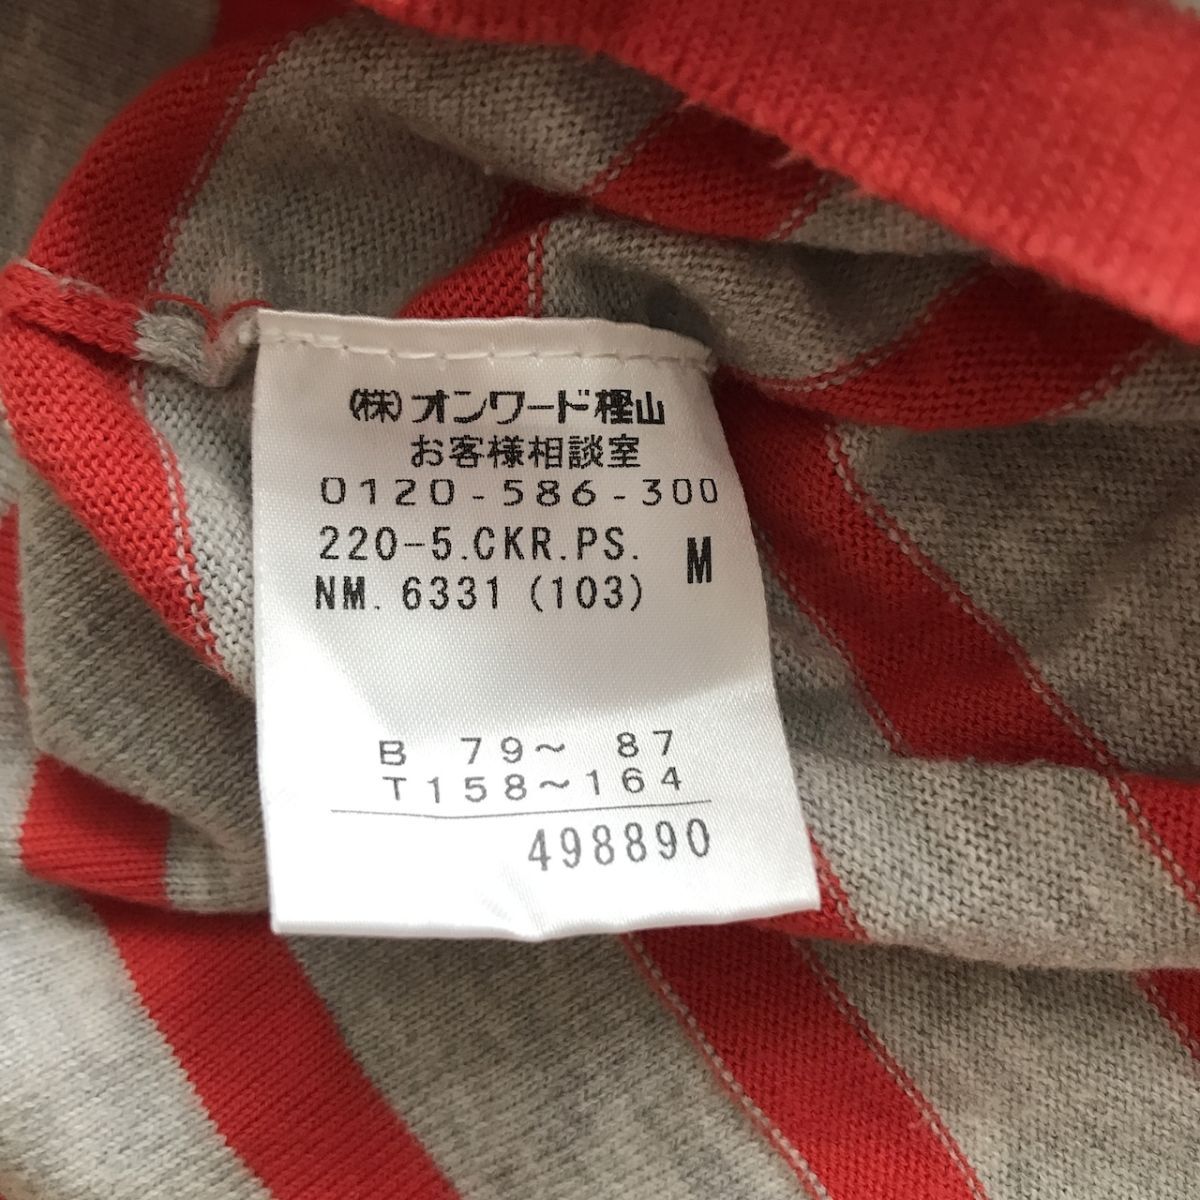 (株)オンワード樫山
お客様相談室
0120-586-300
220-5.CKR.PS. M
NM. 6331 (103)
B 79~ 87
T158~164
498890